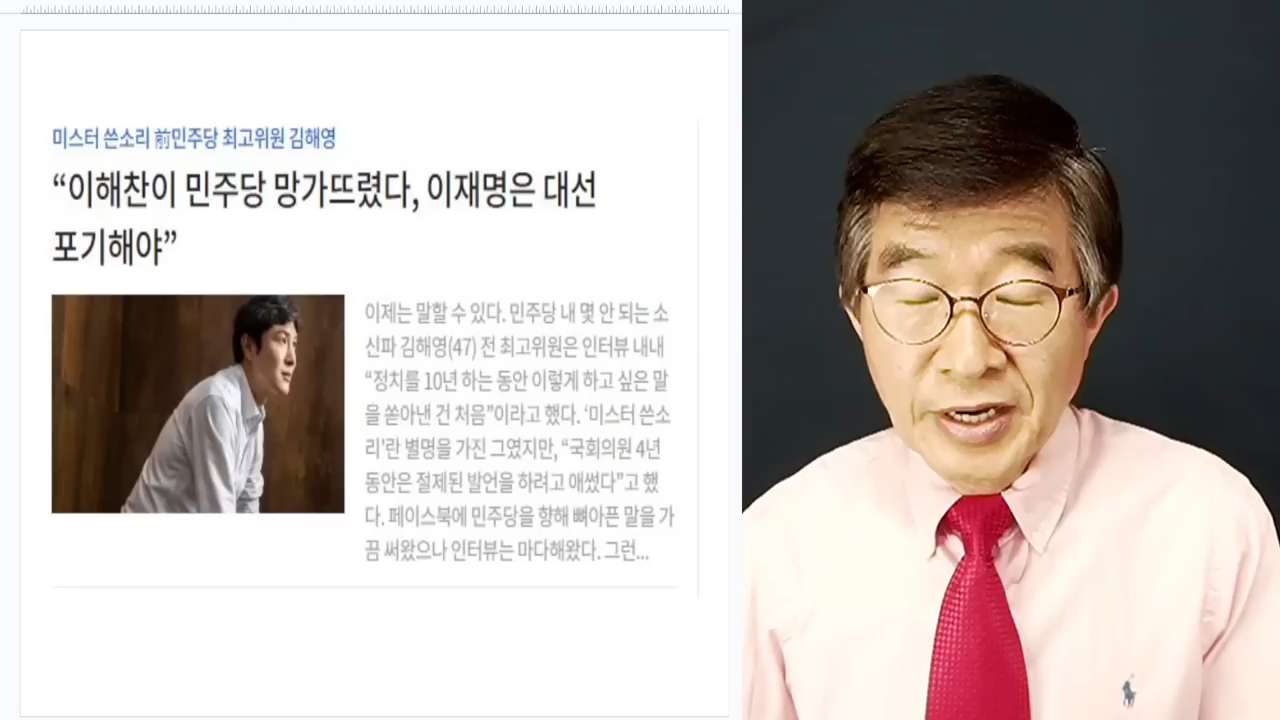 미스터 쓴소리 前민주당 최고위원 김해영
“이해찬이 민주당 망가뜨렸다, 이재명은 대선
포기해야”
이제는 말할 수 있다. 민주당 내 몇 안 되는 소
신파 김해영(47) 전 최고위원은 인터뷰 내내
“정치를 10년 하는 동안 이렇게 하고 싶은 말
을 쏟아낸 건 처음”이라고 했다. ‘미스터 쓴소
리'란 별명을 가진 그였지만, “국회의원 4년
동안은 절제된 발언을 하려고 애썼다”고 했
다. 페이스북에 민주당을 향해 뼈아픈 말을 가
끔 써왔으나 인터뷰는 마다해왔다. 그런...